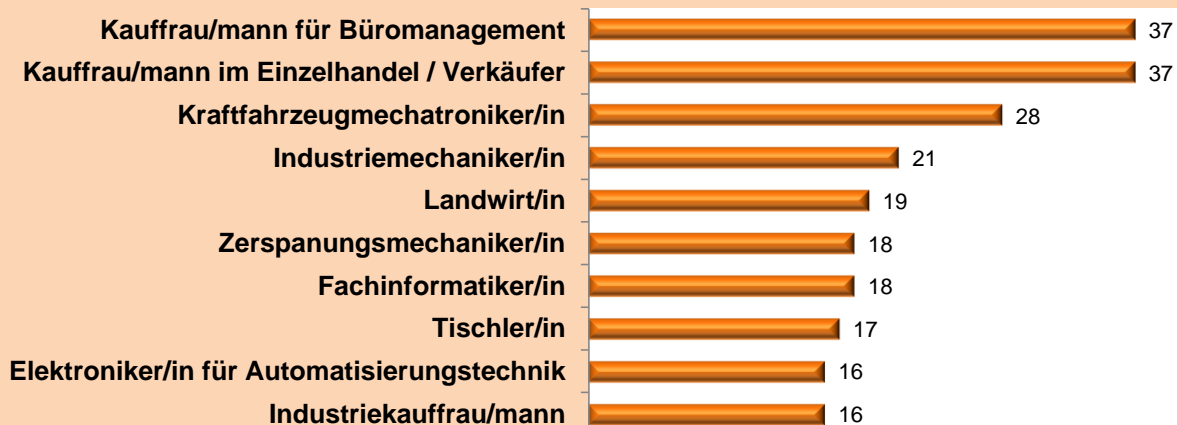 Kauffrau/mann für Büromanagement 37
Kauffrau/mann im Einzelhandel / Verkäufer 37
Kraftfahrzeugmechatroniker/in 28
Industriemechaniker/in 21
Landwirt/in 19
Zerspanungsmechaniker/in 18
Fachinformatiker/in 18
Tischler/in 17
Elektroniker/in für Automatisierungstechnik 16
Industriekauffrau/mann 16